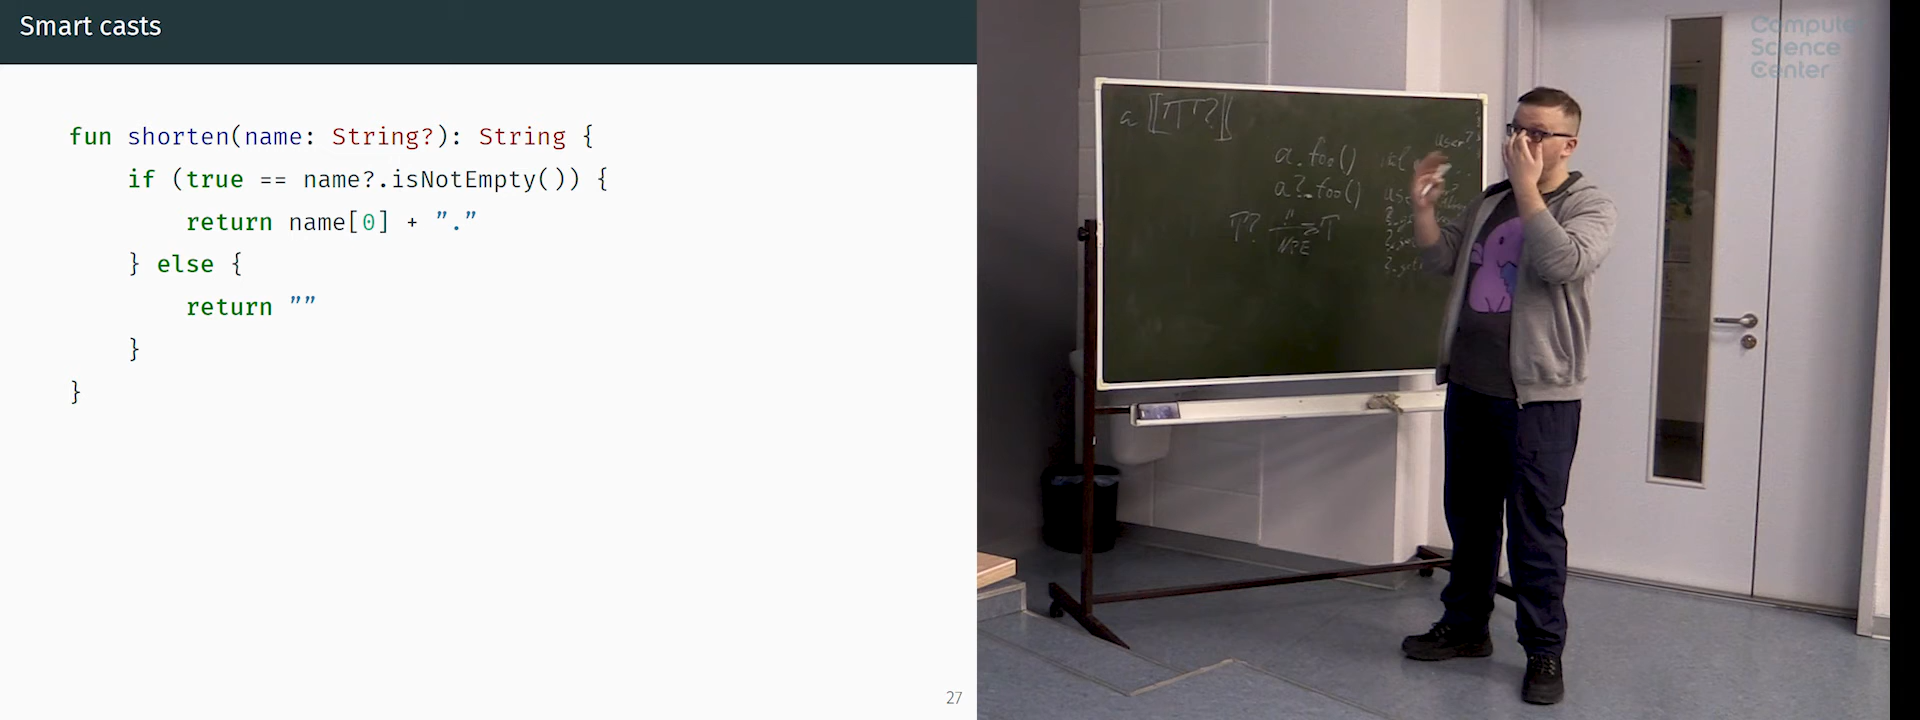 Smart casts
fun shorten(name: String?): String {
if (true == name?.isNotEmpty()) {
return name[0] + "."
} else {
return ""
}
}
27
Computer
Science
Center
a [[T?]]
a.foo()
a?.foo()
T? !! T
NPE
user?